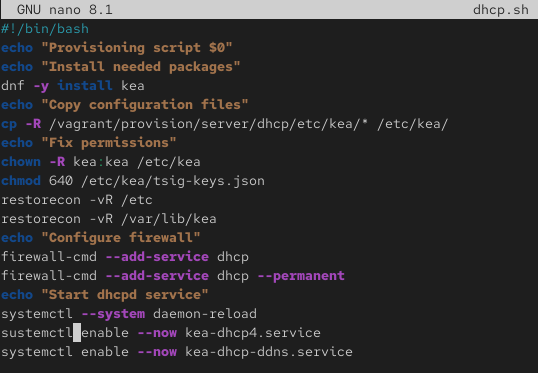 GNU nano 8.1 dhcp.sh
#!/bin/bash
echo "Provisioning script $0"
echo "Install needed packages"
dnf -y install kea
echo "Copy configuration files"
cp -R /vagrant/provision/server/dhcp/etc/kea/* /etc/kea/
echo "Fix permissions"
chown -R kea:kea /etc/kea
chmod 640 /etc/kea/tsig-keys.json
restorecon -vR /etc
restorecon -vR /var/lib/kea
echo "Configure firewall"
firewall-cmd --add-service dhcp
firewall-cmd --add-service dhcp --permanent
echo "Start dhcpd service"
systemctl --system daemon-reload
sustemctl enable --now kea-dhcp4.service
systemctl enable --now kea-dhcp-ddns.service